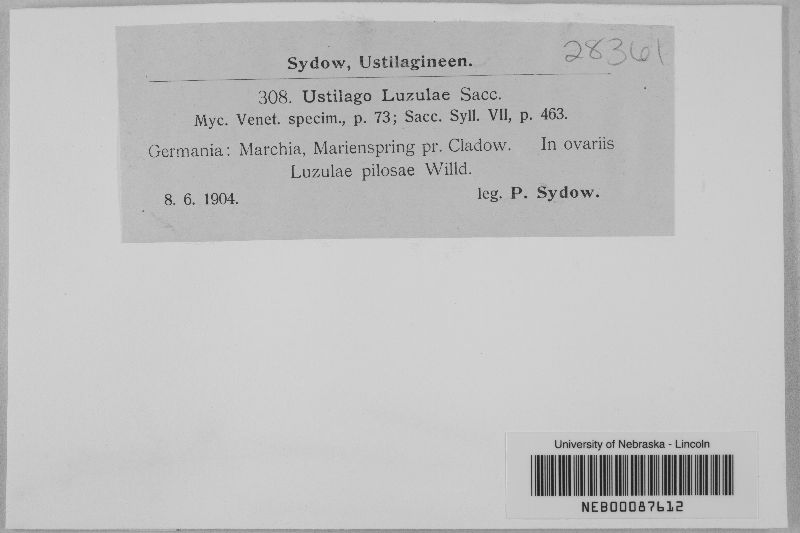 Sydow, Ustilagineen.
28361
308. Ustilago Luzulae Sacc.
Myc. Venet. specim., p. 73; Sacc. Syll. VII, p. 463.
Germania: Marchia, Marienspring pr. Cladow. In ovariis
Luzulae pilosae Willd.
8. 6. 1904. leg. P. Sydow.
University of Nebraska - Lincoln
NEB00087612